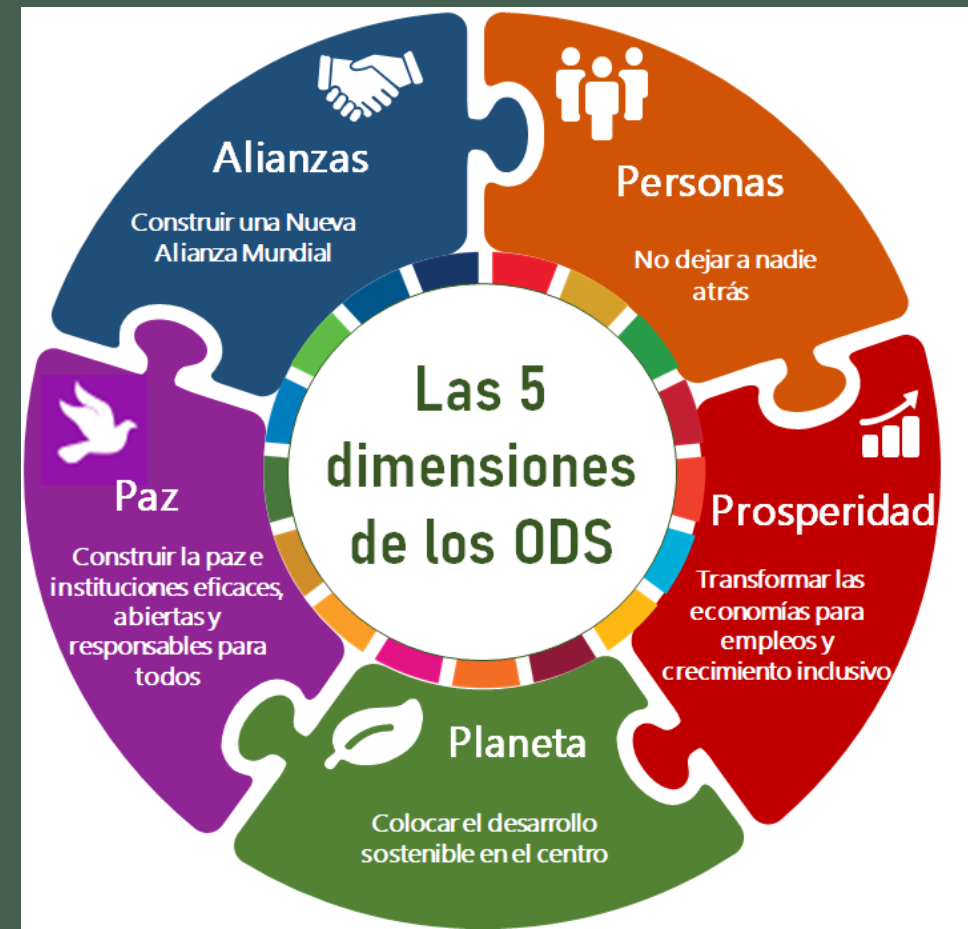 Las 5
dimensiones
de los ODS
Alianzas
Construir una Nueva
Alianza Mundial
Personas
No dejar a nadie
atrás
Prosperidad
Transformar las
economías para
empleos y
crecimiento inclusivo
Planeta
Colocar el desarrollo
sostenible en el centro
Paz
Construir la paz e
instituciones eficaces,
abiertas y
responsables para
todos